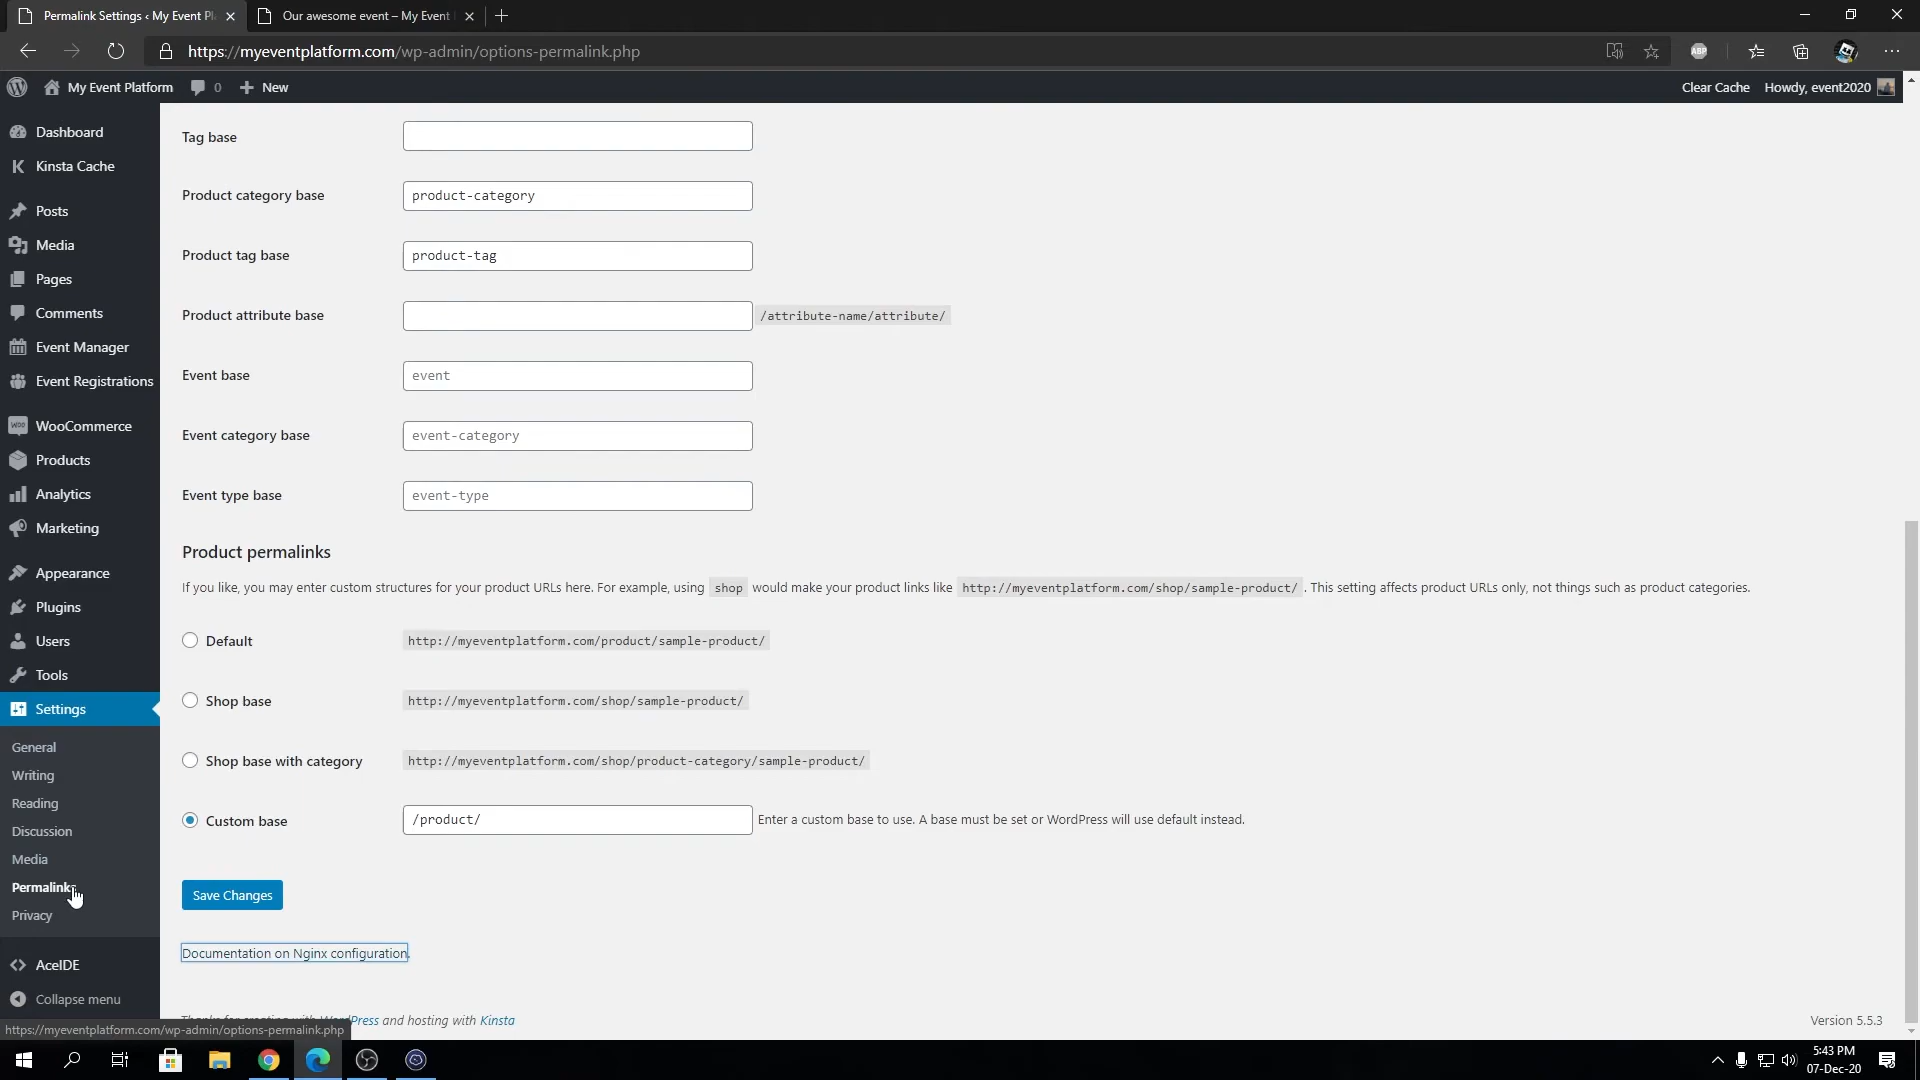 Permalink Settings ‹ My Event Pl
Our awesome event – My Event
https://myeventplatform.com/wp-admin/options-permalink.php
ABP
My Event Platform
0
New
Clear Cache
Howdy, event2020
Dashboard
Kinsta Cache
Posts
Media
Pages
Comments
Event Manager
Event Registrations
WooCommerce
Products
Analytics
Marketing
Appearance
Plugins
Users
Tools
Settings
General
Writing
Reading
Discussion
Media
Permalinks
Privacy
AceIDE
Collapse menu
Tag base
Product category base
product-category
Product tag base
product-tag
Product attribute base
/attribute-name/attribute/
Event base
event
Event category base
event-category
Event type base
event-type
Product permalinks
If you like, you may enter custom structures for your product URLs here. For example, using shop would make your product links like http://myeventplatform.com/shop/sample-product/ . This setting affects product URLs only, not things such as product categories.
Default
http://myeventplatform.com/product/sample-product/
Shop base
http://myeventplatform.com/shop/sample-product/
Shop base with category
http://myeventplatform.com/shop/product-category/sample-product/
Custom base
/product/
Enter a custom base to use. A base must be set or WordPress will use default instead.
Save Changes
Documentation on Nginx configuration.
Thanks for creating with WordPress and hosting with Kinsta
Version 5.5.3
https://myeventplatform.com/wp-admin/options-permalink.php
5:43 PM
07-Dec-20